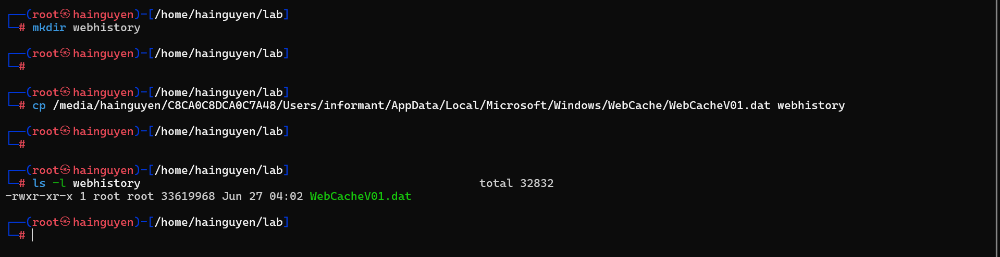 ┌──(root㉿hainguyen)-[/home/hainguyen/lab]
└─# mkdir webhistory
┌──(root㉿hainguyen)-[/home/hainguyen/lab]
└─#
┌──(root㉿hainguyen)-[/home/hainguyen/lab]
└─# cp /media/hainguyen/C8CA0C8DCA0C7A48/Users/informant/AppData/Local/Microsoft/Windows/WebCache/WebCacheV01.dat webhistory
┌──(root㉿hainguyen)-[/home/hainguyen/lab]
└─#
┌──(root㉿hainguyen)-[/home/hainguyen/lab]
└─# ls -l webhistory total 32832
-rwxr-xr-x 1 root root 33619968 Jun 27 04:02 WebCacheV01.dat
┌──(root㉿hainguyen)-[/home/hainguyen/lab]
└─#